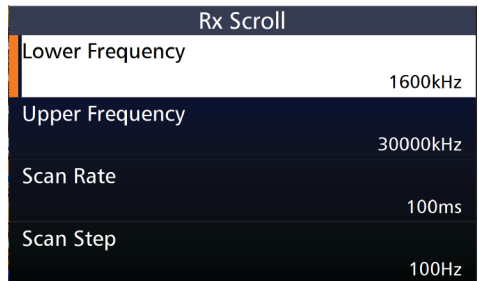 Rx Scroll
Lower Frequency
1600kHz
Upper Frequency
30000kHz
Scan Rate
100ms
Scan Step
100Hz